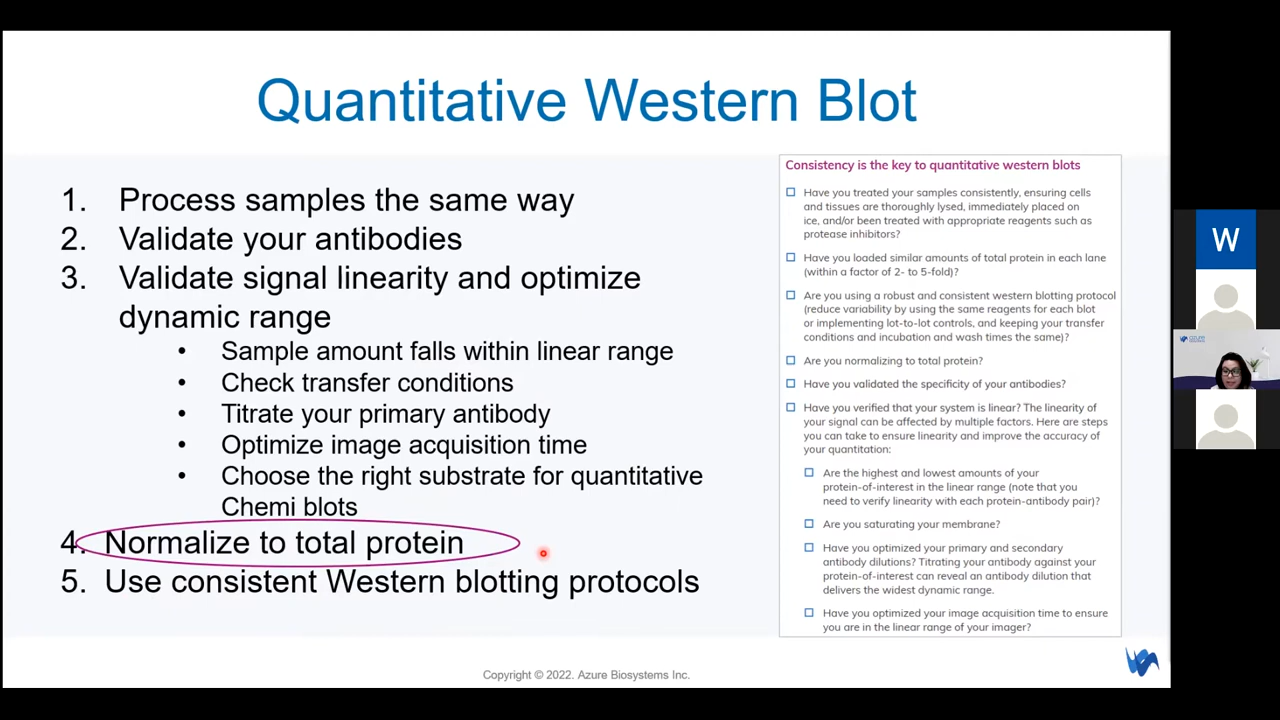 Quantitative Western Blot
1. Process samples the same way
2. Validate your antibodies
3. Validate signal linearity and optimize
dynamic range
• Sample amount falls within linear range
• Check transfer conditions
• Titrate your primary antibody
• Optimize image acquisition time
• Choose the right substrate for quantitative
Chemi blots
4. Normalize to total protein
5. Use consistent Western blotting protocols
Consistency is the key to quantitative western blots
Have you treated your samples consistently, ensuring cells
and tissues are thoroughly lysed, immediately placed on
ice, and/or been treated with appropriate reagents such as
protease inhibitors?
Have you loaded similar amounts of total protein in each lane
(within a factor of 2- to 5-fold)?
Are you using a robust and consistent western blotting protocol
(reduce variability by using the same reagents for each blot
or implementing lot-to-lot controls, and keeping your transfer
conditions and incubation and wash times the same)?
Are you normalizing to total protein?
Have you validated the specificity of your antibodies?
Have you verified that your system is linear? The linearity of
your signal can be affected by multiple factors. Here are steps
you can take to ensure linearity and improve the accuracy of
your quantitation:
Are the highest and lowest amounts of your
protein-of-interest in the linear range (note that you
need to verify linearity with each protein-antibody pair)?
Are you saturating your membrane?
Have you optimized your primary and secondary
antibody dilutions? Titrating your antibody against your
protein-of-interest can reveal an antibody dilution that
delivers the widest dynamic range.
Have you optimized your image acquisition time to ensure
you are in the linear range of your imager?
Copyright © 2022. Azure Biosystems Inc.
W
azure